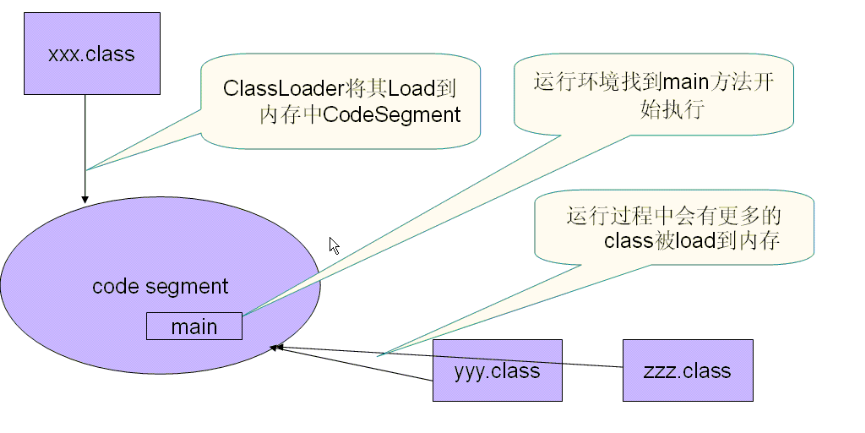 xxx.class
ClassLoader将其Load到
内存中CodeSegment
运行环境找到main方法开
始执行
运行过程中会有更多的
class被load到内存
code segment
main
yyy.class
zzz.class